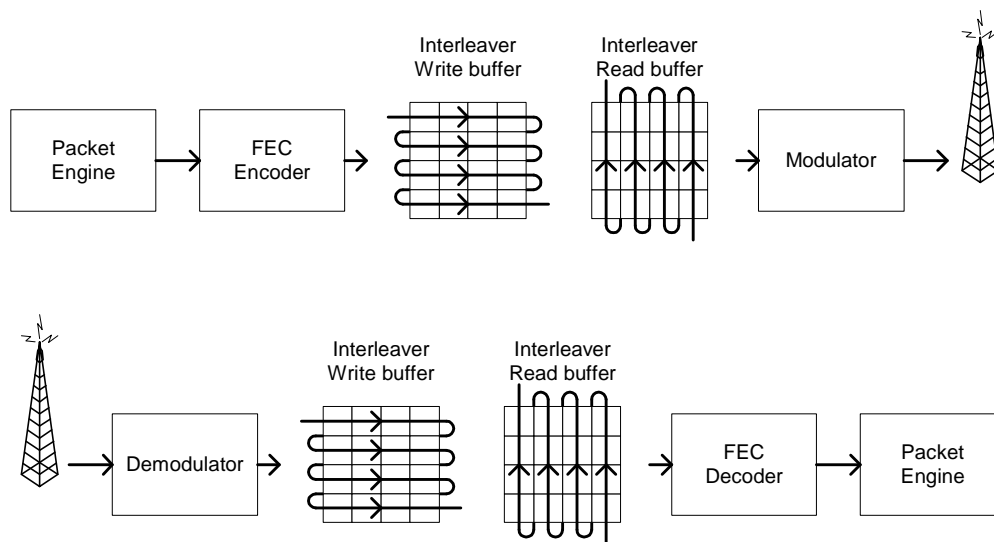 Interleaver
Write buffer
Interleaver
Read buffer
Packet
Engine
FEC
Encoder
Modulator
Interleaver
Write buffer
Interleaver
Read buffer
Demodulator
FEC
Decoder
Packet
Engine